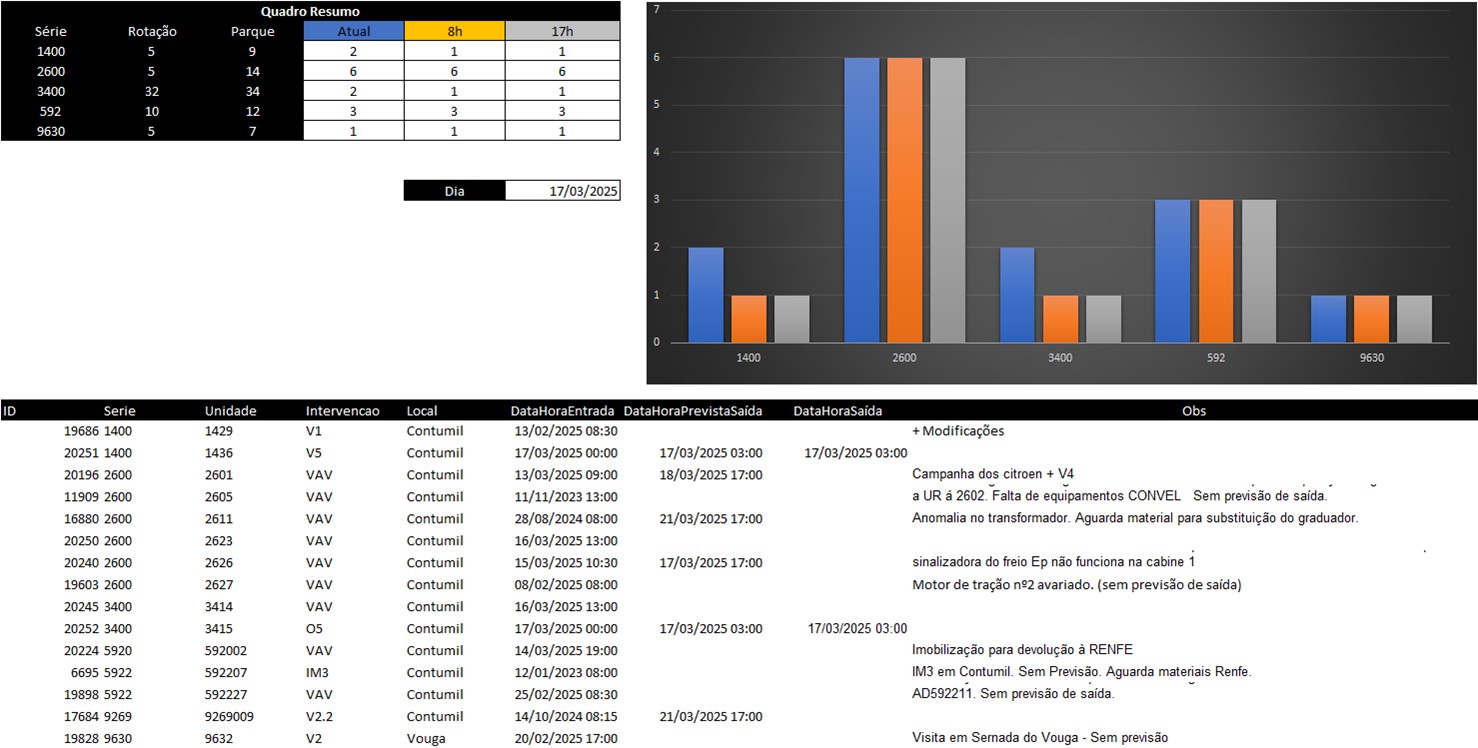 Quadro Resumo
Série Rotação Parque Atual 8h 17h
1400 5 9 2 1 1
2600 5 14 6 6 6
3400 32 34 2 1 1
592 10 12 3 3 3
9630 5 7 1 1 1
Dia 17/03/2025
7
6
5
4
3
2
1
0
1400 2600 3400 592 9630
ID Serie Unidade Intervencao Local DataHoraEntrada DataHoraPrevistaSaída DataHoraSaída Obs
19686 1400 1429 V1 Contumil 13/02/2025 08:30 + Modificações
20251 1400 1436 V5 Contumil 17/03/2025 00:00 17/03/2025 03:00 17/03/2025 03:00
20196 2600 2601 VAV Contumil 13/03/2025 09:00 18/03/2025 17:00 Campanha dos citroen + V4
11909 2600 2605 VAV Contumil 11/11/2023 13:00 a UR á 2602. Falta de equipamentos CONVEL Sem previsão de saída.
16880 2600 2611 VAV Contumil 28/08/2024 08:00 21/03/2025 17:00 Anomalia no transformador. Aguarda material para substituição do graduador.
20250 2600 2623 VAV Contumil 16/03/2025 13:00
20240 2600 2626 VAV Contumil 15/03/2025 10:30 17/03/2025 17:00 sinalizadora do freio Ep não funciona na cabine 1
19603 2600 2627 VAV Contumil 08/02/2025 08:00 Motor de tração nº2 avariado. (sem previsão de saída)
20245 3400 3414 VAV Contumil 16/03/2025 13:00
20252 3400 3415 O5 Contumil 17/03/2025 00:00 17/03/2025 03:00 17/03/2025 03:00
20224 5920 592002 VAV Contumil 14/03/2025 19:00 Imobilização para devolução à RENFE
6695 5922 592207 IM3 Contumil 12/01/2023 08:00 IM3 em Contumil. Sem Previsão. Aguarda materiais Renfe.
19898 5922 592227 VAV Contumil 25/02/2025 08:30 AD592211. Sem previsão de saída.
17684 9269 9269009 V2.2 Contumil 14/10/2024 08:15 21/03/2025 17:00
19828 9630 9632 V2 Vouga 20/02/2025 17:00 Visita em Sernada do Vouga - Sem previsão